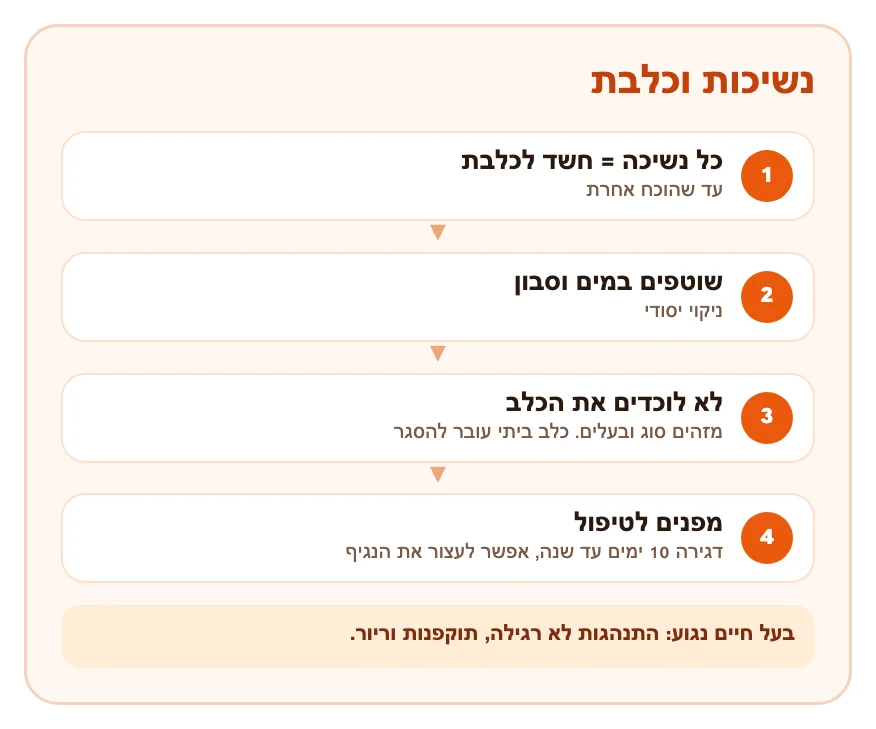 נשיכות וכלבת
1
כל נשיכה = חשד לכלבת
עד שהוכח אחרת
2
שוטפים במים וסבון
ניקוי יסודי
3
לא לוכדים את הכלב
מזהים סוג ובעלים. כלב ביתי עובר להסגר
4
מפנים לטיפול
דגירה 10 ימים עד שנה, אפשר לעצור את הנגיף
בעל חיים נגוע: התנהגות לא רגילה, תוקפנות וריור.